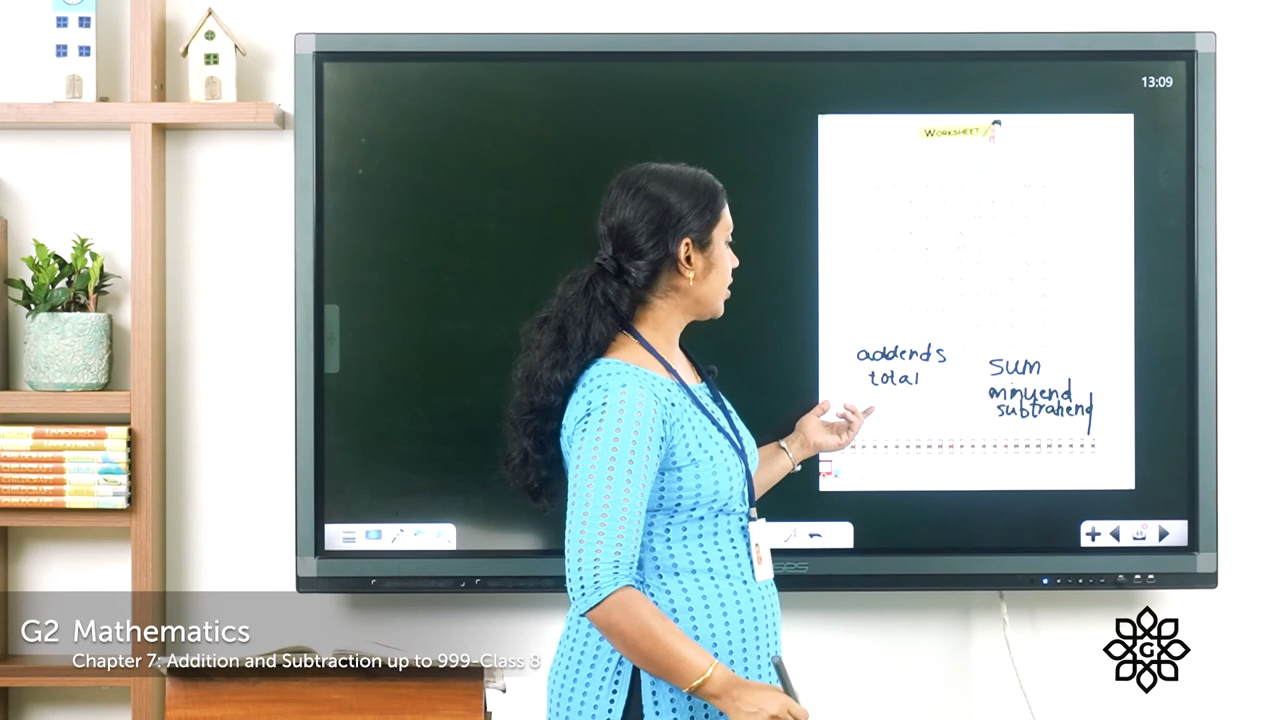 13:09
WORKSHEET
addends
total
sum
minuend
subtrahend
G2 Mathematics
Chapter 7: Addition and Subtraction up to 999-Class 8
G